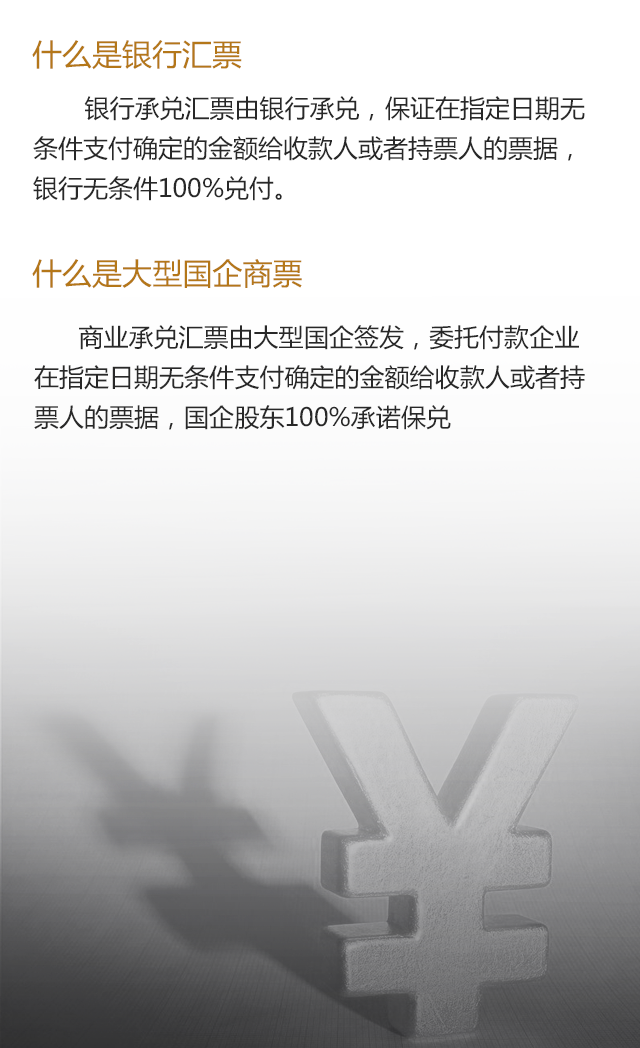 什么是银行汇票
银行承兑汇票由银行承兑，保证在指定日期无
条件支付确定的金额给收款人或者持票人的票据，
银行无条件100%兑付。
什么是大型国企商票
商业承兑汇票由大型国企签发，委托付款企业
在指定日期无条件支付确定的金额给收款人或者持
票人的票据，国企股东100%承诺保兑